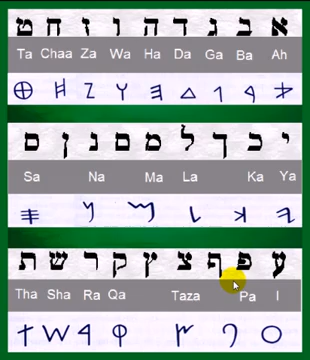 א ב ג ד ה ו ז ח ט
Ta Chaa Za Wa Ha Da Ga Ba Ah
𐤀 𐤁 𐤂 𐤃 𐤄 𐤅 𐤆 𐤇 𐤈
י כ ך ל מ ם נ ן ס
Sa Na Ma La Ka Ya
𐤉 𐤊 𐤋 𐤌 𐤍 𐤎
ע פ ף צ ץ ק ר ש ת
Tha Sha Ra Qa Taza Pa I
𐤏 𐤐 𐤑 𐤒 𐤓 𐤔 𐤕